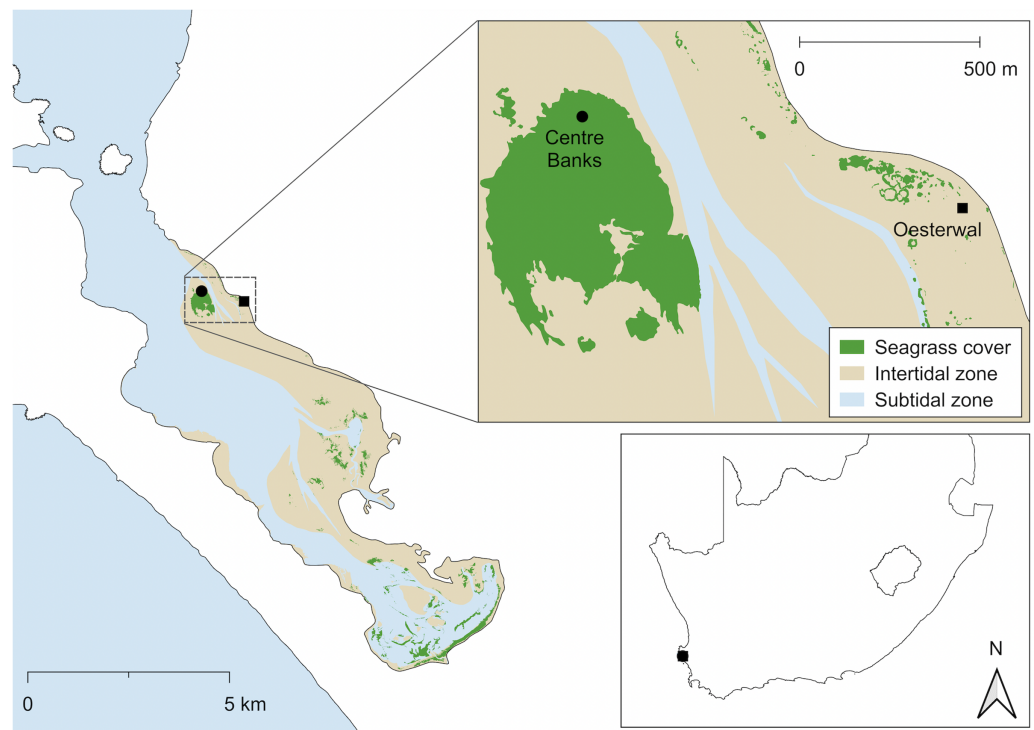 0
500 m
Centre
Banks
Oesterwal
Seagrass cover
Intertidal zone
Subtidal zone
0
5 km
N